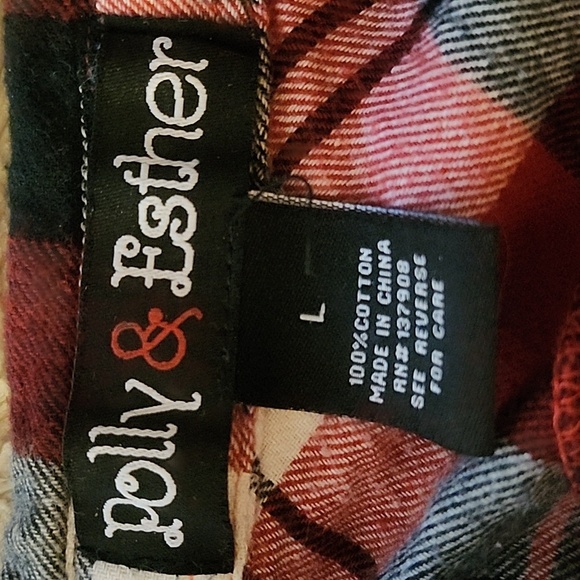 Polly & Esther
L
100%COTTON
MADE IN CHINA
RN# 137908
SEE REVERSE
FOR CARE